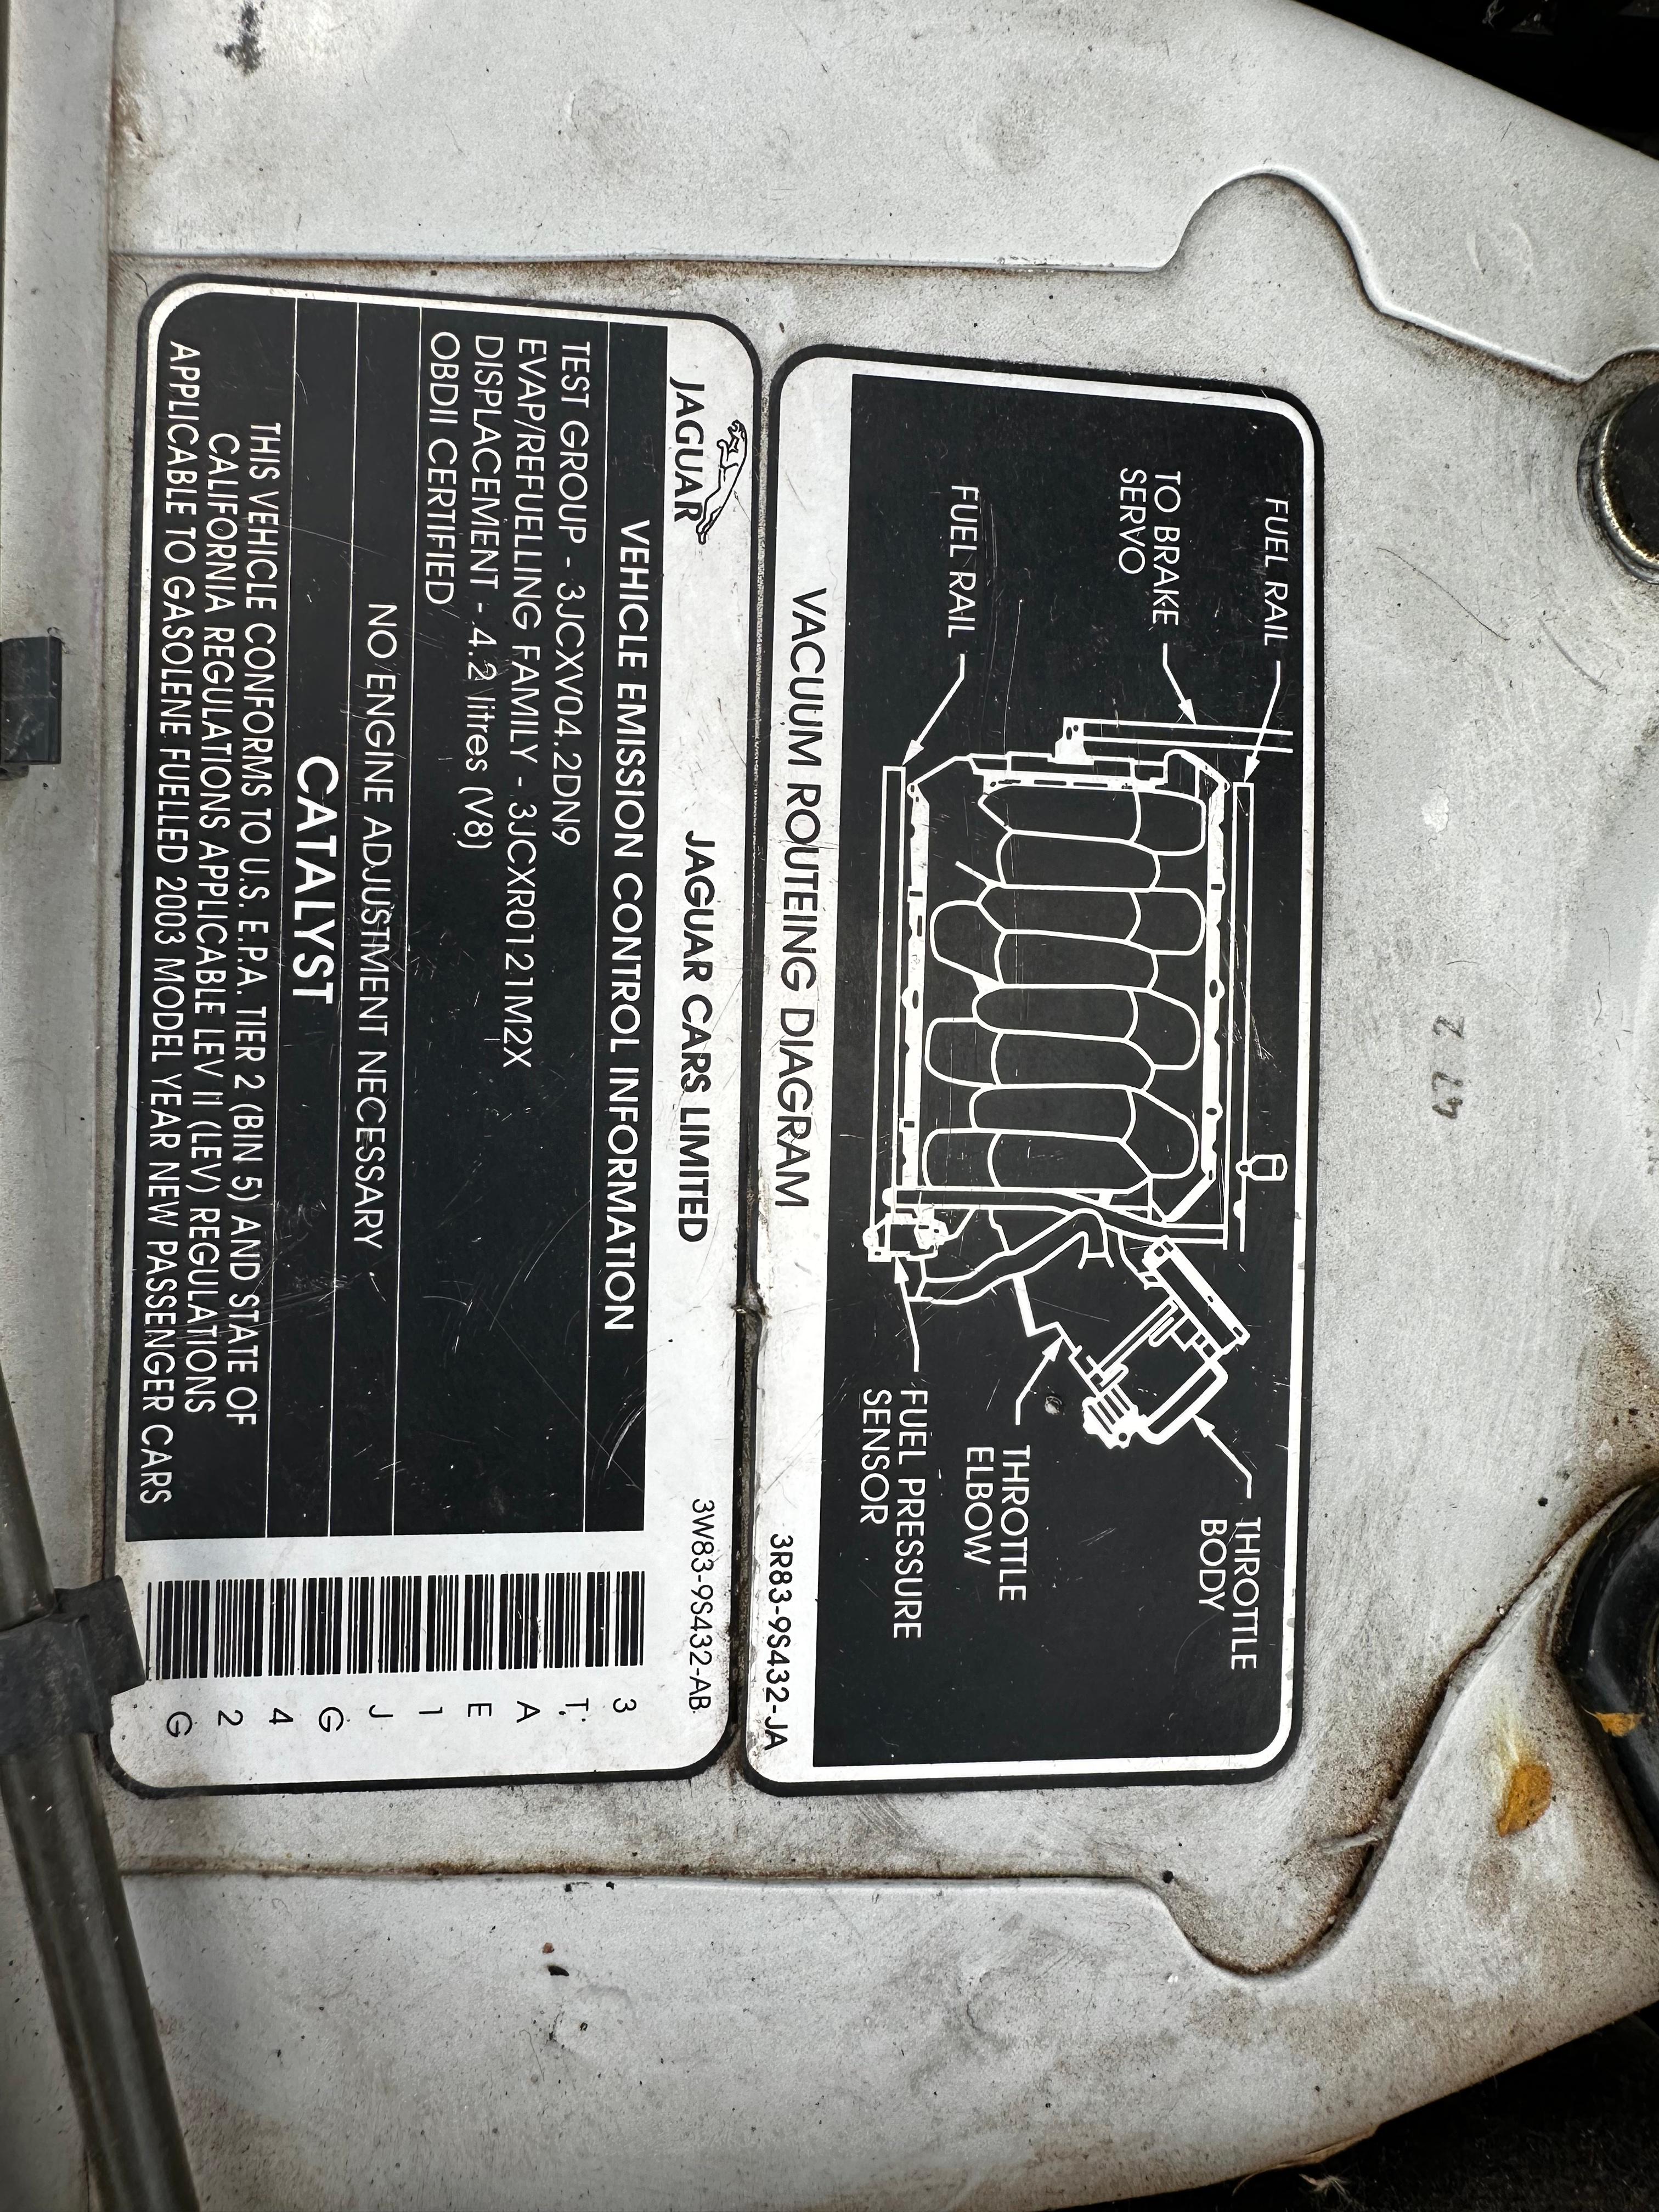 FUEL RAIL
TO BRAKE
SERVO
FUEL RAIL
THROTTLE
BODY
THROTTLE
ELBOW
FUEL PRESSURE
SENSOR
VACUUM ROUTEING DIAGRAM
3R83-9S432-JA
JAGUAR
JAGUAR CARS LIMITED
3W83-9S432-AB
VEHICLE EMISSION CONTROL INFORMATION
TEST GROUP - 3JCXV04.2DN9
EVAP/REFUELLING FAMILY - 3JCXR0121M2X
DISPLACEMENT - 4.2 litres (V8)
OBDII CERTIFIED
NO ENGINE ADJUSTMENT NECESSARY
CATALYST
THIS VEHICLE CONFORMS TO U.S. E.P.A. TIER 2 (BIN 5) AND STATE OF
CALIFORNIA REGULATIONS APPLICABLE LEV II (LEV) REGULATIONS
APPLICABLE TO GASOLENE FUELLED 2003 MODEL YEAR NEW PASSENGER CARS
3
T
A
E
1
J
G
4
2
G